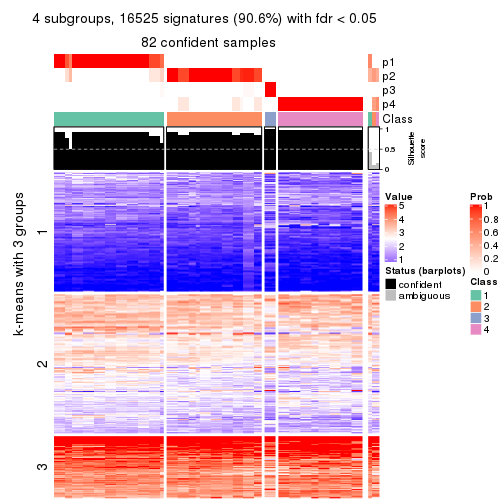 4 subgroups, 16525 signatures (90.6%) with fdr < 0.05
82 confident samples
p1
p2
p3
p4
Class
1
0.5
0
Silhouette
score
k-means with 3 groups
1
2
3
Value
5
4
3
2
1
Status (barplots)
confident
ambiguous
Prob
1
0.8
0.6
0.4
0.2
0
Class
1
2
3
4